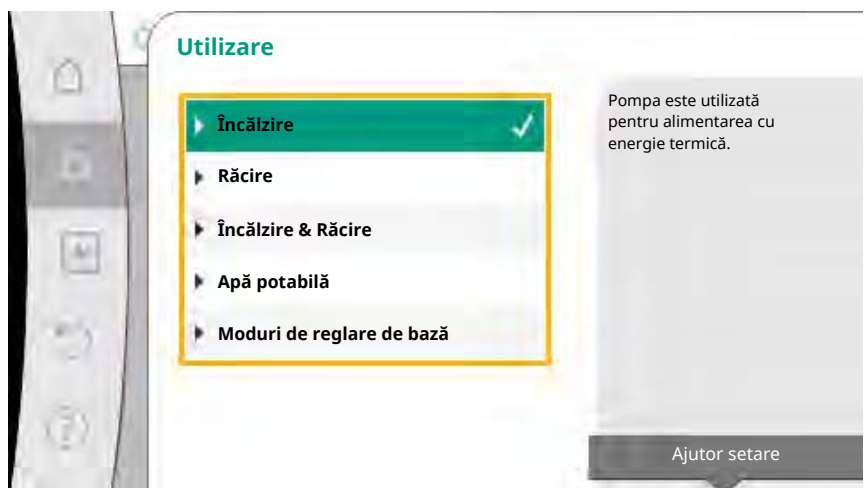 Utilizare
Încălzire
Răcire
Încălzire & Răcire
Apă potabilă
Moduri de reglare de bază
Pompa este utilizată
pentru alimentarea cu
energie termică.
Ajutor setare